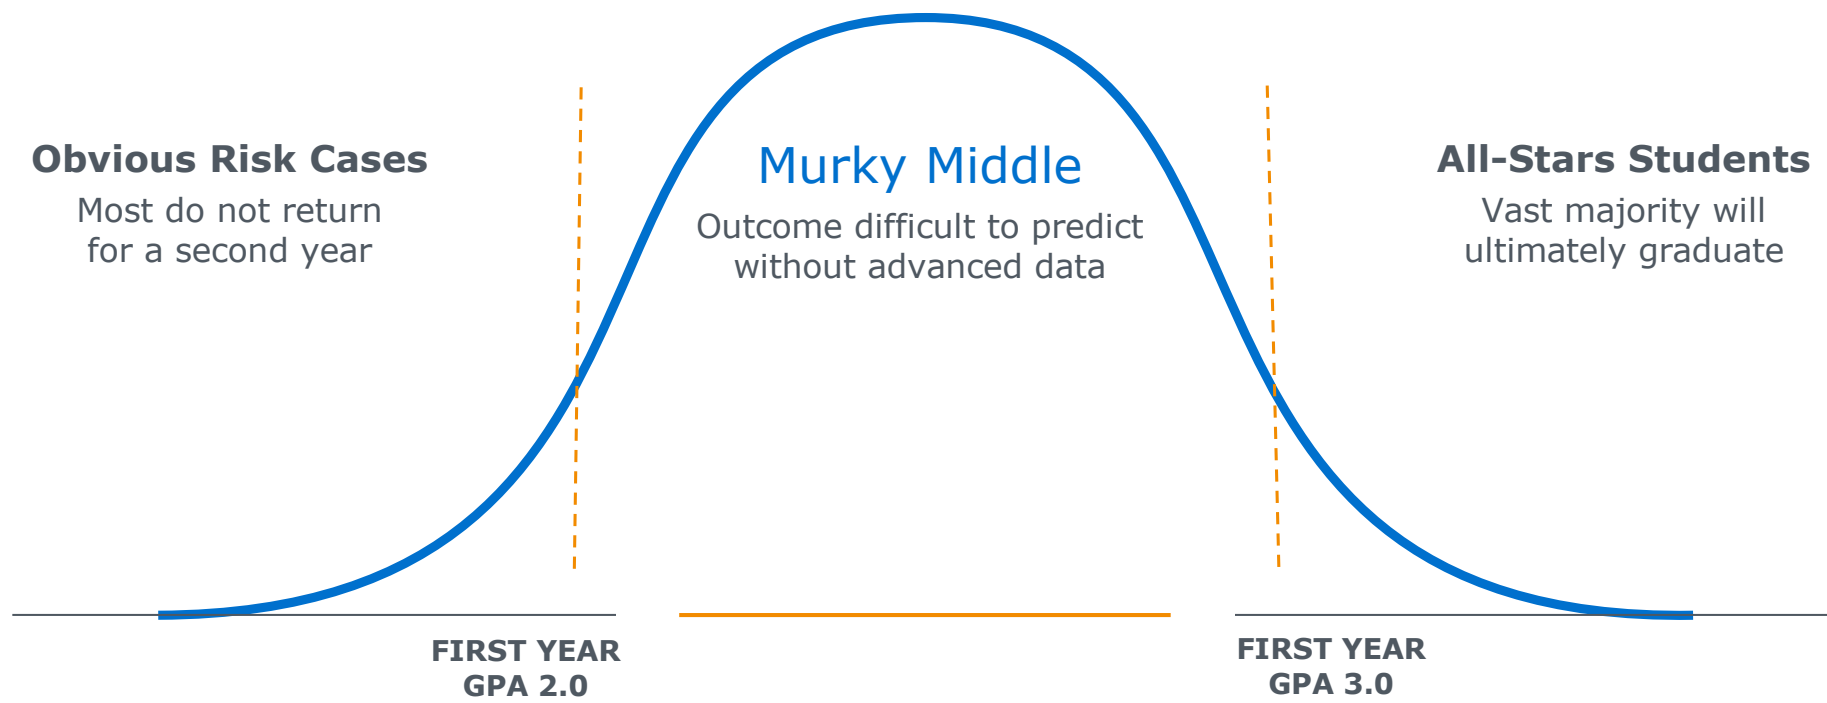 Obvious Risk Cases
Most do not return
for a second year
Murky Middle
Outcome difficult to predict
without advanced data
All-Stars Students
Vast majority will
ultimately graduate
FIRST YEAR
GPA 2.0
FIRST YEAR
GPA 3.0